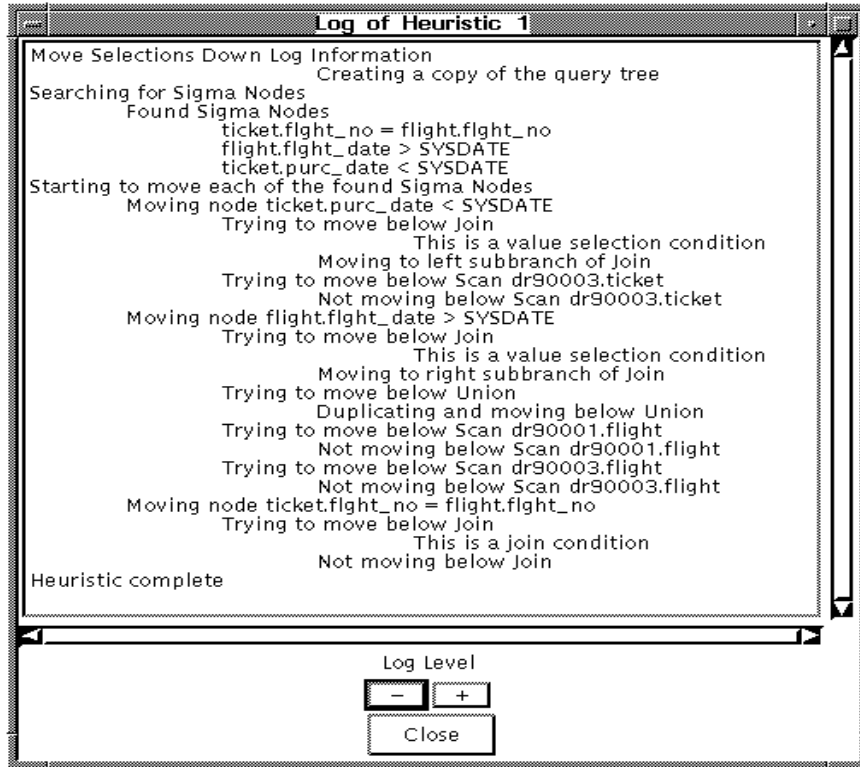 Log of Heuristic 1
Move Selections Down Log Information
Creating a copy of the query tree
Searching for Sigma Nodes
Found Sigma Nodes
ticket.flght_no = flight.flght_no
flight.flght_date > SYSDATE
ticket.purc_date < SYSDATE
Starting to move each of the found Sigma Nodes
Moving node ticket.purc_date < SYSDATE
Trying to move below Join
This is a value selection condition
Moving to left subbranch of Join
Trying to move below Scan dr90003.ticket
Not moving below Scan dr90003.ticket
Moving node flight.flght_date > SYSDATE
Trying to move below Join
This is a value selection condition
Moving to right subbranch of Join
Trying to move below Union
Duplicating and moving below Union
Trying to move below Scan dr90001.flight
Not moving below Scan dr90001.flight
Trying to move below Scan dr90003.flight
Not moving below Scan dr90003.flight
Moving node ticket.flght_no = flight.flght_no
Trying to move below Join
This is a join condition
Not moving below Join
Heuristic complete
Log Level
− +
Close